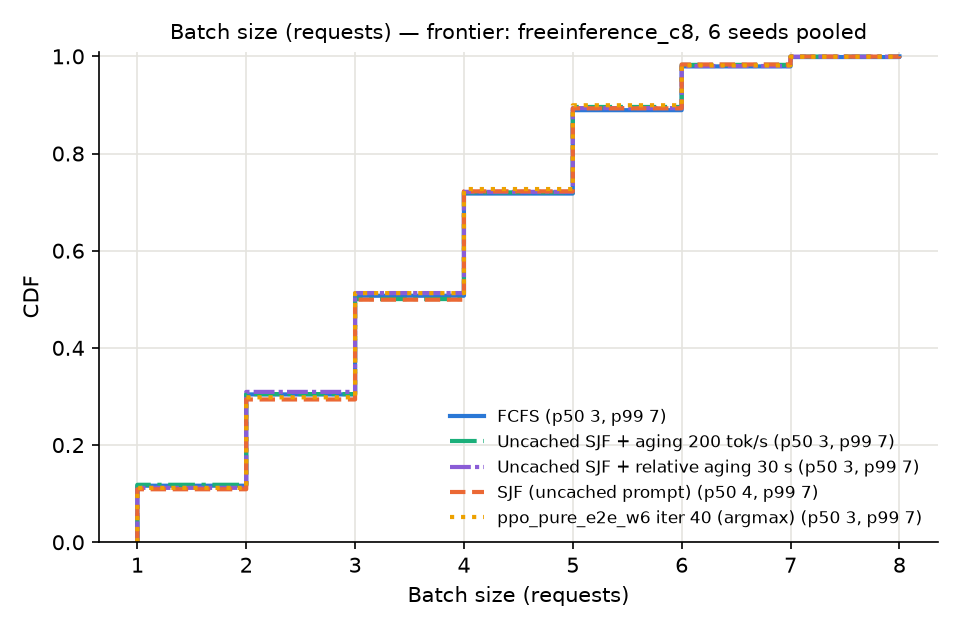 Batch size (requests) — frontier: freeinference_c8, 6 seeds pooled
1.0
0.8
0.6
0.4
0.2
0.0
CDF
FCFS (p50 3, p99 7)
Uncached SJF + aging 200 tok/s (p50 3, p99 7)
Uncached SJF + relative aging 30 s (p50 3, p99 7)
SJF (uncached prompt) (p50 4, p99 7)
ppo_pure_e2e_w6 iter 40 (argmax) (p50 3, p99 7)
1 2 3 4 5 6 7 8
Batch size (requests)